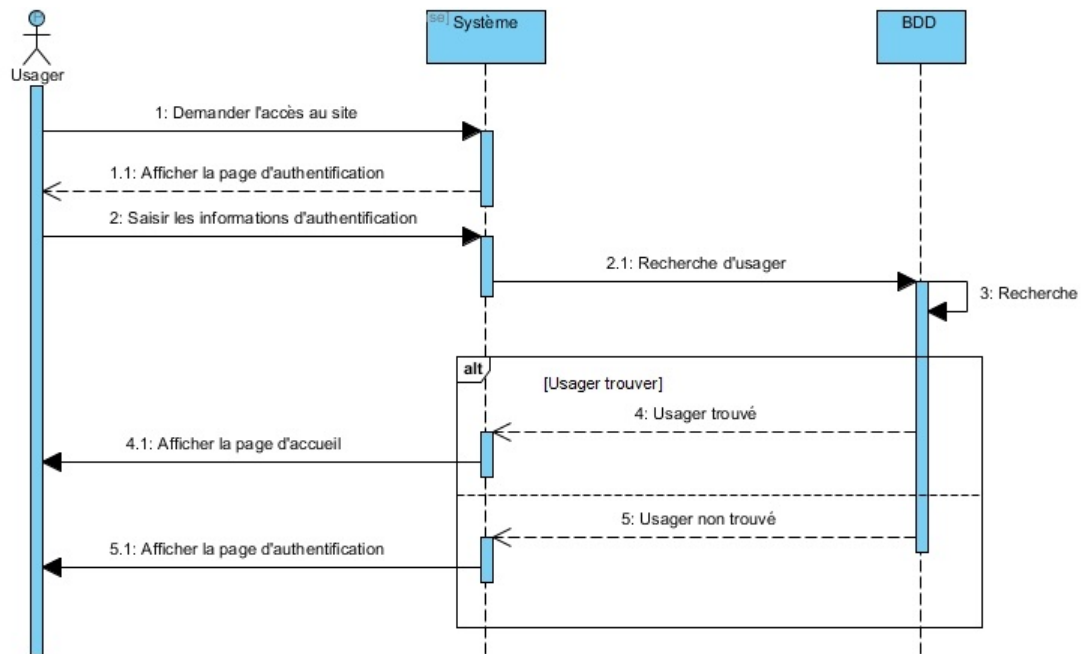 P
se] Système
BDD
Usager
1: Demander l'accès au site
1.1: Afficher la page d'authentification
2: Saisir les informations d'authentification
2.1: Recherche d'usager
3: Recherche
alt
[Usager trouver]
4: Usager trouvé
4.1: Afficher la page d'accueil
5: Usager non trouvé
5.1: Afficher la page d'authentification